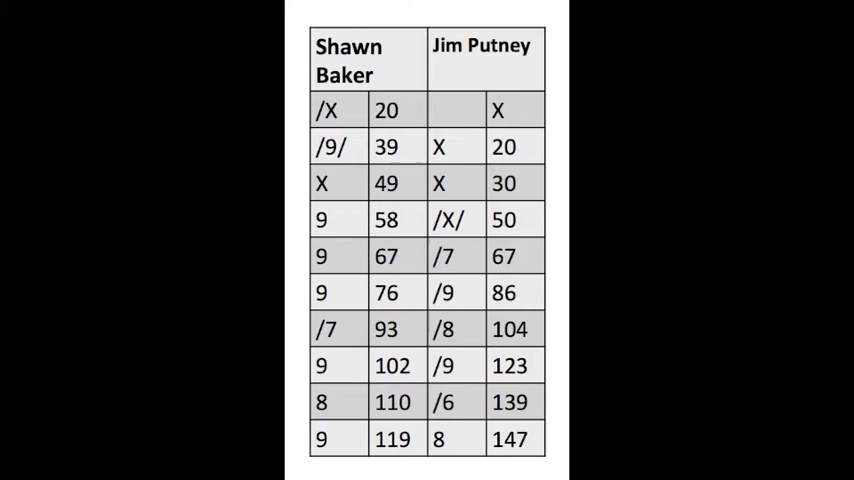 Shawn Baker Jim Putney
/X 20 X
/9/ 39 X 20
X 49 X 30
9 58 /X/ 50
9 67 /7 67
9 76 /9 86
/7 93 /8 104
9 102 /9 123
8 110 /6 139
9 119 8 147